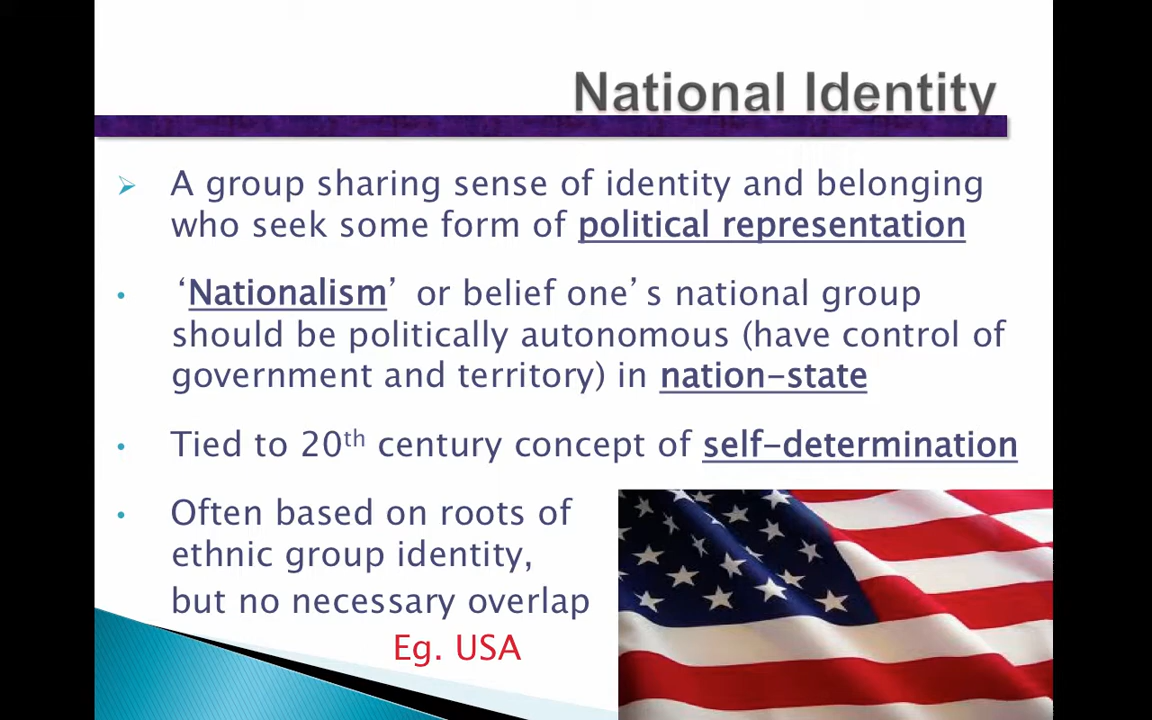 National Identity
A group sharing sense of identity and belonging
who seek some form of political representation
‘Nationalism’ or belief one’s national group
should be politically autonomous (have control of
government and territory) in nation-state
Tied to 20th century concept of self-determination
Often based on roots of
ethnic group identity,
but no necessary overlap
Eg. USA